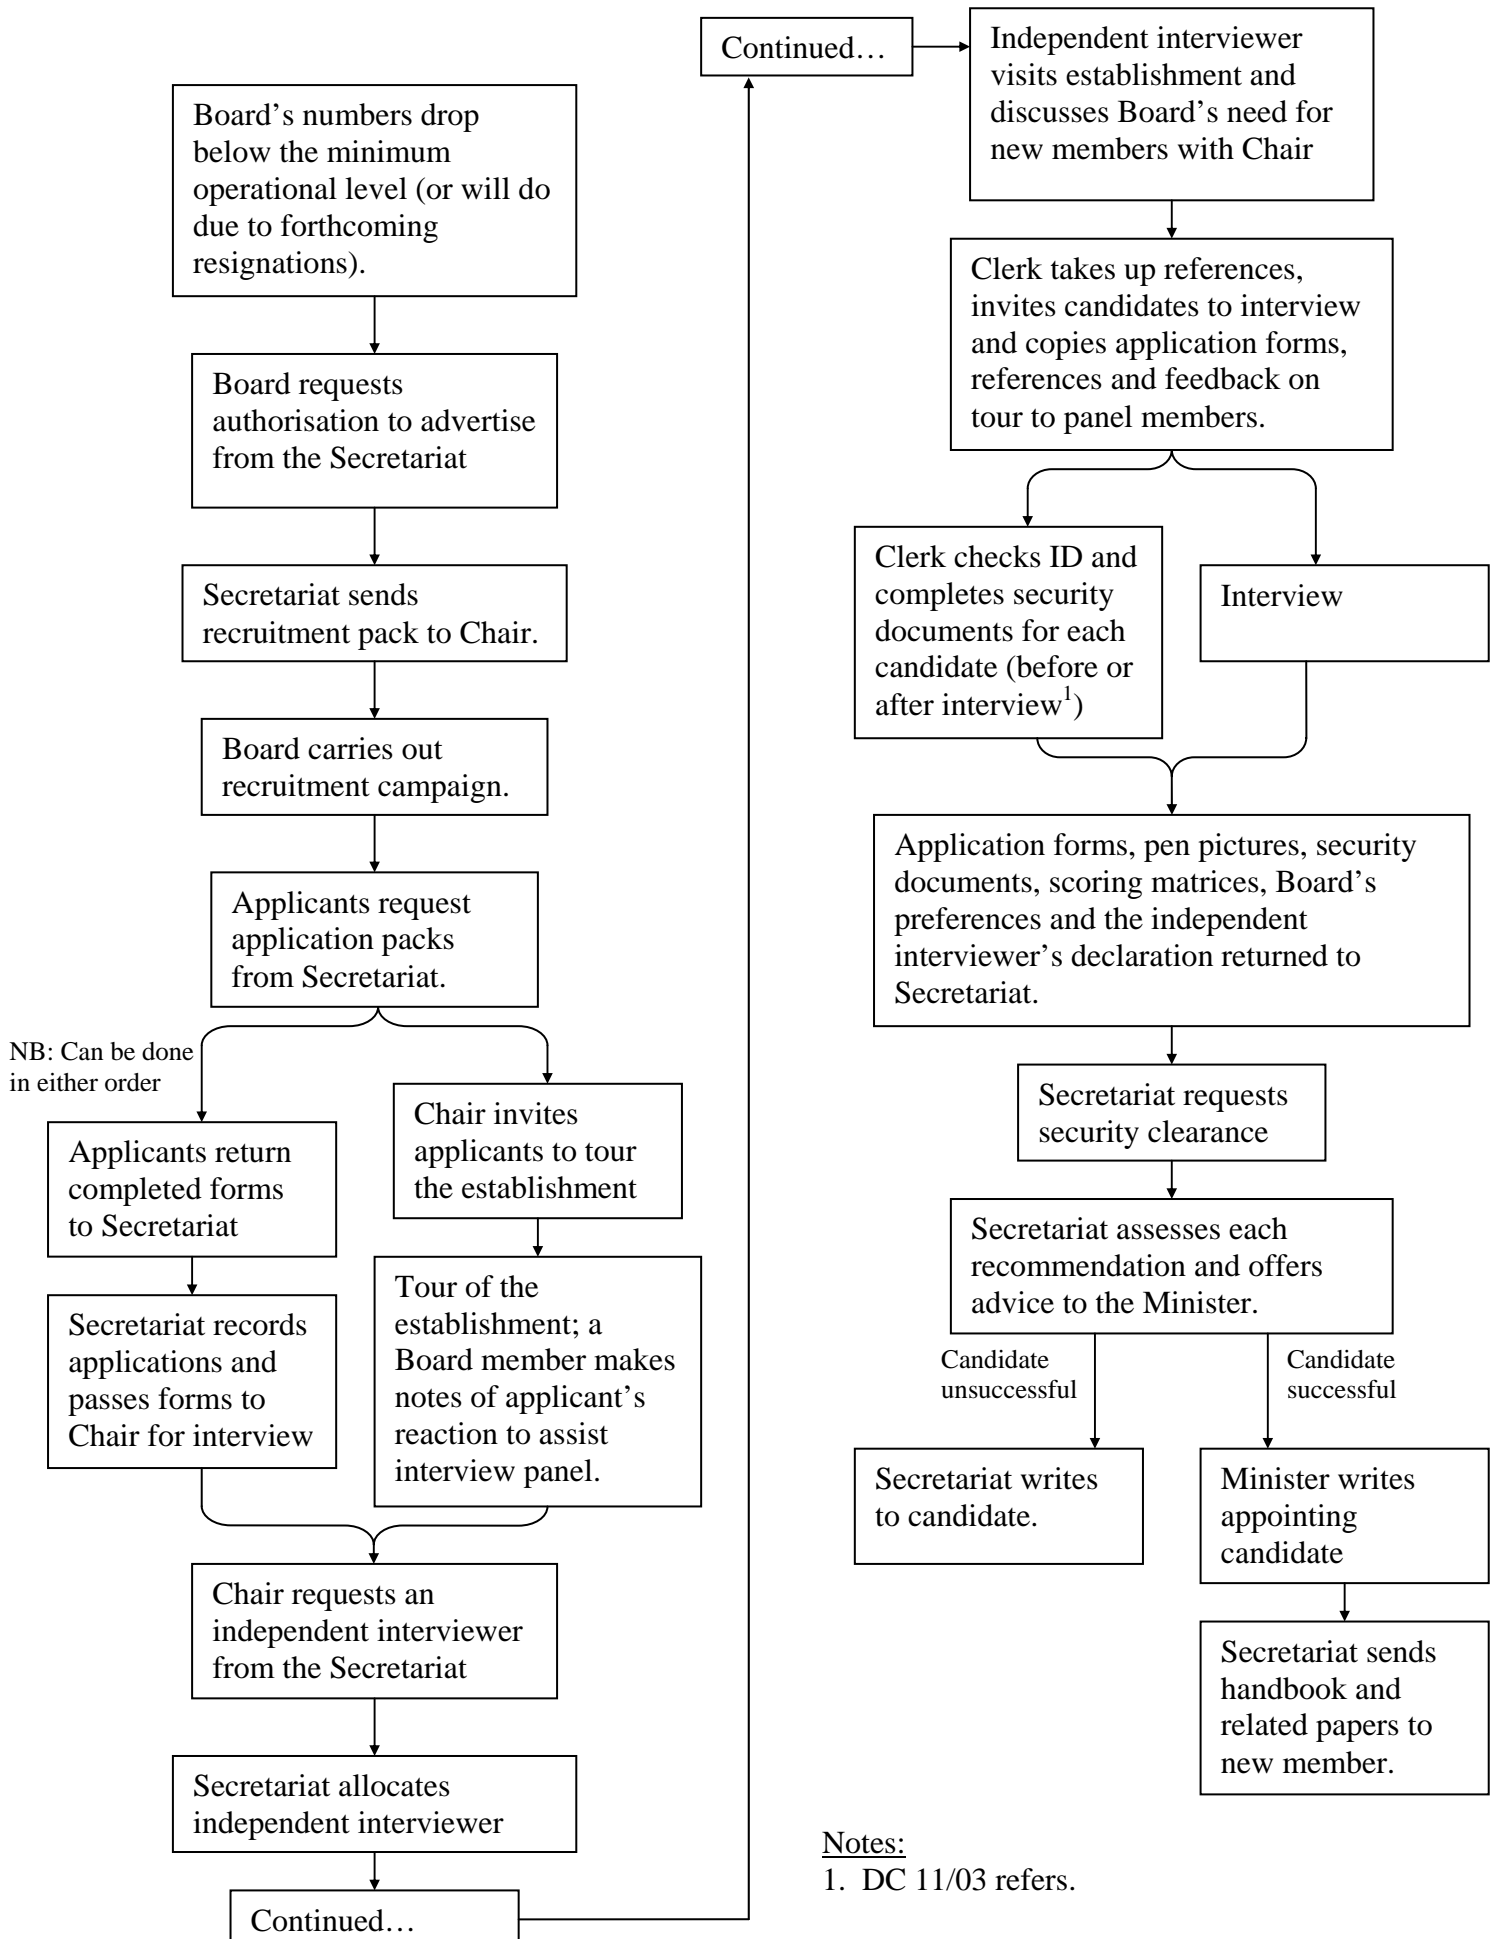 Board’s numbers drop
below the minimum
operational level (or will do
due to forthcoming
resignations).
Board requests
authorisation to advertise
from the Secretariat
Secretariat sends
recruitment pack to Chair.
Board carries out
recruitment campaign.
Applicants request
application packs
from Secretariat.
NB: Can be done
in either order
Applicants return
completed forms
to Secretariat
Secretariat records
applications and
passes forms to
Chair for interview
Chair invites
applicants to tour
the establishment
Tour of the
establishment; a
Board member makes
notes of applicant’s
reaction to assist
interview panel.
Chair requests an
independent interviewer
from the Secretariat
Secretariat allocates
independent interviewer
Continued…
Continued…
Independent interviewer
visits establishment and
discusses Board’s need for
new members with Chair
Clerk takes up references,
invites candidates to interview
and copies application forms,
references and feedback on
tour to panel members.
Clerk checks ID and
completes security
documents for each
candidate (before or
after interview¹)
Interview
Application forms, pen pictures, security
documents, scoring matrices, Board’s
preferences and the independent
interviewer’s declaration returned to
Secretariat.
Secretariat requests
security clearance
Secretariat assesses each
recommendation and offers
advice to the Minister.
Candidate
unsuccessful
Candidate
successful
Secretariat writes
to candidate.
Minister writes
appointing
candidate
Secretariat sends
handbook and
related papers to
new member.
Notes:
1. DC 11/03 refers.